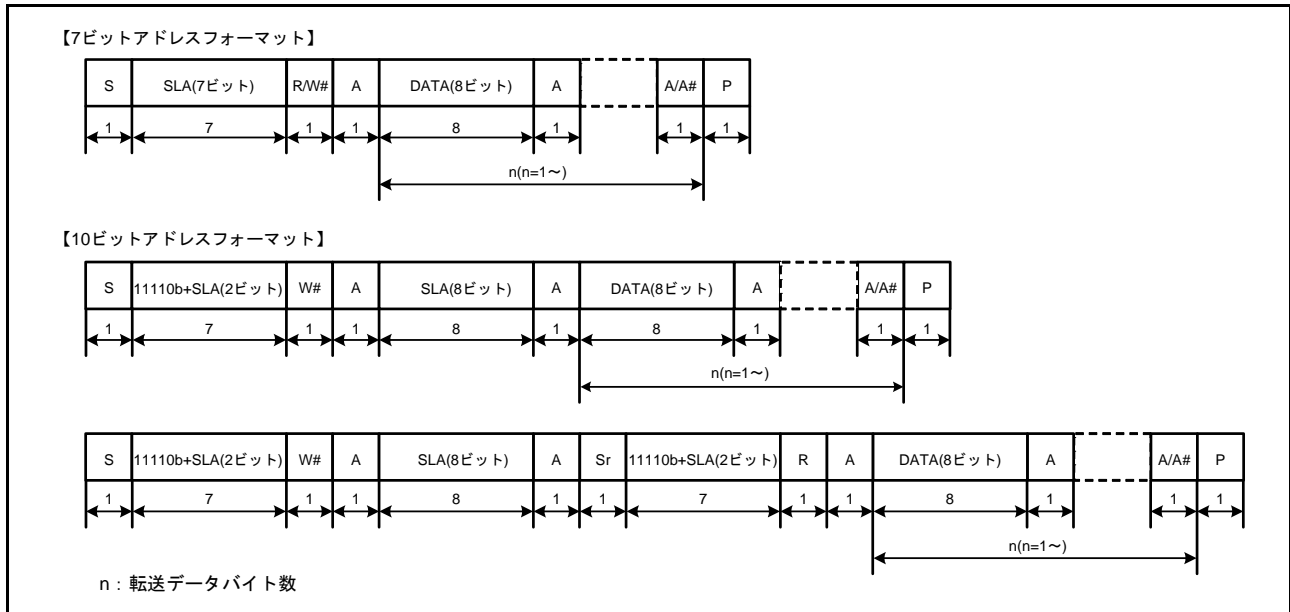 【7ビットアドレスフォーマット】
S SLA(7ビット) R/W# A DATA(8ビット) A A/A# P
1 7 1 1 8 1 1 1
n(n=1～)
【10ビットアドレスフォーマット】
S 11110b+SLA(2ビット) W# A SLA(8ビット) A DATA(8ビット) A A/A# P
1 7 1 1 8 1 8 1 1 1
n(n=1～)
S 11110b+SLA(2ビット) W# A SLA(8ビット) A Sr 11110b+SLA(2ビット) R A DATA(8ビット) A A/A# P
1 7 1 1 8 1 1 7 1 1 8 1 1 1
n(n=1～)
n：転送データバイト数